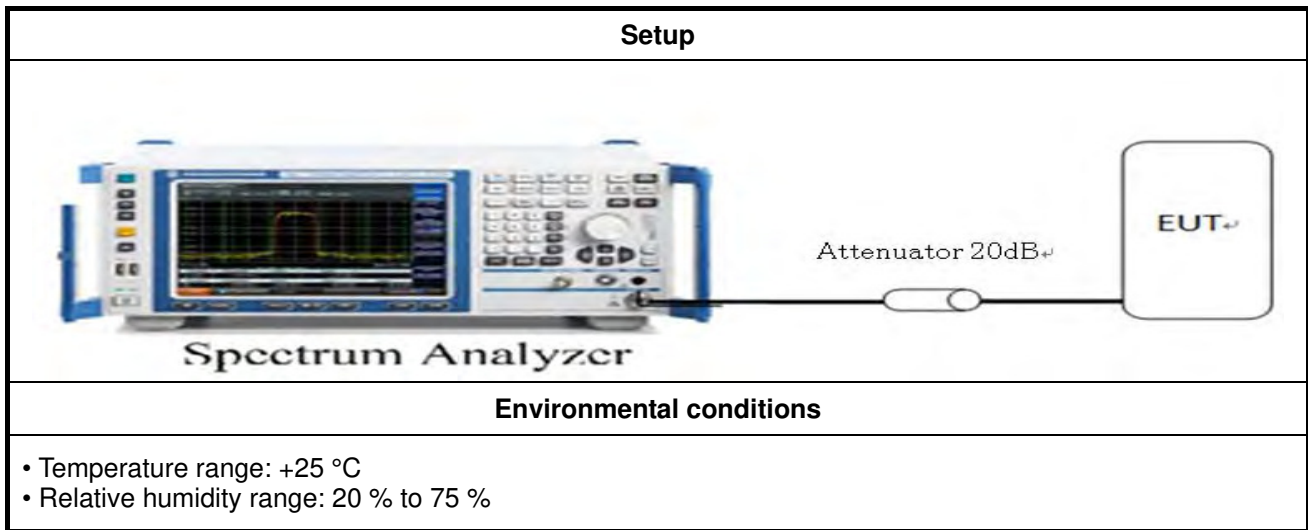 Setup
Attenuator 20dB↵
EUT↵
Spectrum Analyzer
Environmental conditions
• Temperature range: +25 °C
• Relative humidity range: 20 % to 75 %